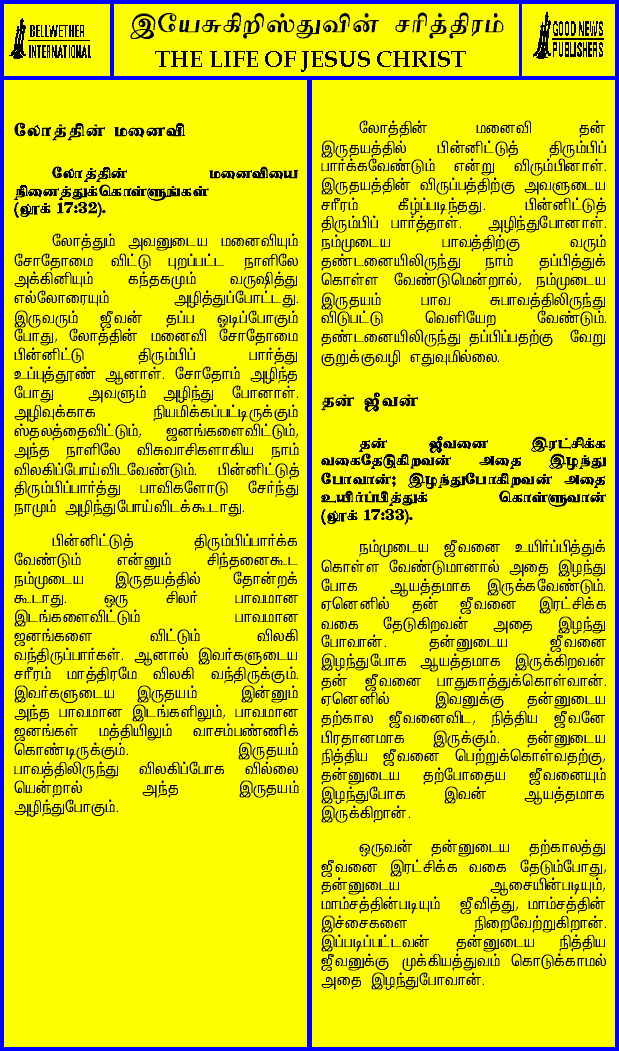 BELLWETHER
INTERNATIONAL
இயேசுகிறிஸ்துவின் சரித்திரம்
THE LIFE OF JESUS CHRIST
GOOD NEWS
PUBLISHERS
லோத்தின் மனைவி
லோத்தின் மனைவியை
நினைத்துக்கொள்ளுங்கள்
(லூக் 17:32).
லோத்தும் அவனுடைய மனைவியும்
சோதோமை விட்டு புறப்பட்ட நாளிலே
அக்கினியும் கந்தகமும் வருஷித்து
எல்லோரையும் அழித்துப்போட்டது.
இருவரும் ஜீவன் தப்ப ஓடிப்போகும்
போது, லோத்தின் மனைவி சோதோமை
பின்னிட்டு திரும்பிப் பார்த்து
உப்புத்தூண் ஆனாள். சோதோம் அழிந்த
போது அவளும் அழிந்து போனாள்.
அழிவுக்காக நியமிக்கப்பட்டிருக்கும்
ஸ்தலத்தைவிட்டும், ஜனங்களைவிட்டும்,
அந்த நாளிலே விசுவாசிகளாகிய நாம்
விலகிப்போய்விடவேண்டும். பின்னிட்டுத்
திரும்பிப்பார்த்து பாவிகளோடு சேர்ந்து
நாமும் அழிந்துபோய்விடக்கூடாது.
பின்னிட்டுத் திரும்பிப்பார்க்க
வேண்டும் என்னும் சிந்தனைகூட
நம்முடைய இருதயத்தில் தோன்றக்
கூடாது. ஒரு சிலர் பாவமான
இடங்களைவிட்டும் பாவமான
ஜனங்களை விட்டும் விலகி
வந்திருப்பார்கள். ஆனால் இவர்களுடைய
சரீரம் மாத்திரமே விலகி வந்திருக்கும்.
இவர்களுடைய இருதயம் இன்னும்
அந்த பாவமான இடங்களிலும், பாவமான
ஜனங்கள் மத்தியிலும் வாசம்பண்ணிக்
கொண்டிருக்கும். இருதயம்
பாவத்திலிருந்து விலகிப்போக வில்லை
யென்றால் அந்த இருதயம்
அழிந்துபோகும்.
லோத்தின் மனைவி தன்
இருதயத்தில் பின்னிட்டுத் திரும்பிப்
பார்க்கவேண்டும் என்று விரும்பினாள்.
இருதயத்தின் விருப்பத்திற்கு அவளுடைய
சரீரம் கீழ்ப்படிந்தது. பின்னிட்டுத்
திரும்பிப் பார்த்தாள். அழிந்துபோனாள்.
நம்முடைய பாவத்திற்கு வரும்
தண்டனையிலிருந்து நாம் தப்பித்துக்
கொள்ள வேண்டுமென்றால், நம்முடைய
இருதயம் பாவ சுபாவத்திலிருந்து
விடுபட்டு வெளியேற வேண்டும்.
தண்டனையிலிருந்து தப்பிப்பதற்கு வேறு
குறுக்குவழி எதுவுமில்லை.
தன் ஜீவன்
தன் ஜீவனை இரட்சிக்க
வகைதேடுகிறவன் அதை இழந்து
போவான்; இழந்துபோகிறவன் அதை
உயிர்ப்பித்துக் கொள்ளுவான்
(லூக் 17:33).
நம்முடைய ஜீவனை உயிர்ப்பித்துக்
கொள்ள வேண்டுமானால் அதை இழந்து
போக ஆயத்தமாக இருக்கவேண்டும்.
ஏனெனில் தன் ஜீவனை இரட்சிக்க
வகை தேடுகிறவன் அதை இழந்து
போவான். தன்னுடைய ஜீவனை
இழந்துபோக ஆயத்தமாக இருக்கிறவன்
தன் ஜீவனை பாதுகாத்துக்கொள்வான்.
ஏனெனில் இவனுக்கு தன்னுடைய
தற்கால ஜீவனைவிட, நித்திய ஜீவனே
பிரதானமாக இருக்கும். தன்னுடைய
நித்திய ஜீவனை பெற்றுக்கொள்வதற்கு,
தன்னுடைய தற்போதைய ஜீவனையும்
இழந்துபோக இவன் ஆயத்தமாக
இருக்கிறான்.
ஒருவன் தன்னுடைய தற்காலத்து
ஜீவனை இரட்சிக்க வகை தேடும்போது,
தன்னுடைய ஆசையின்படியும்,
மாம்சத்தின்படியும் ஜீவித்து, மாம்சத்தின்
இச்சைகளை நிறைவேற்றுகிறான்.
இப்படிப்பட்டவன் தன்னுடைய நித்திய
ஜீவனுக்கு முக்கியத்துவம் கொடுக்காமல்
அதை இழந்துபோவான்.